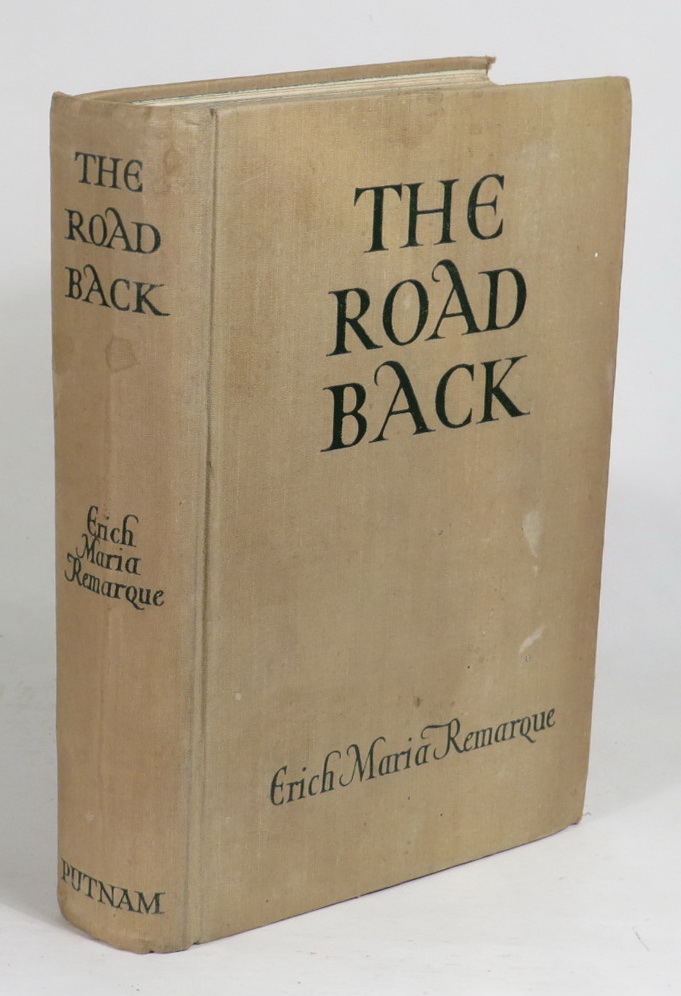 THE
ROAD
BACK
Erich
Maria
Remarque
PUTNAM
THE
ROAD
BACK
Erich Maria Remarque